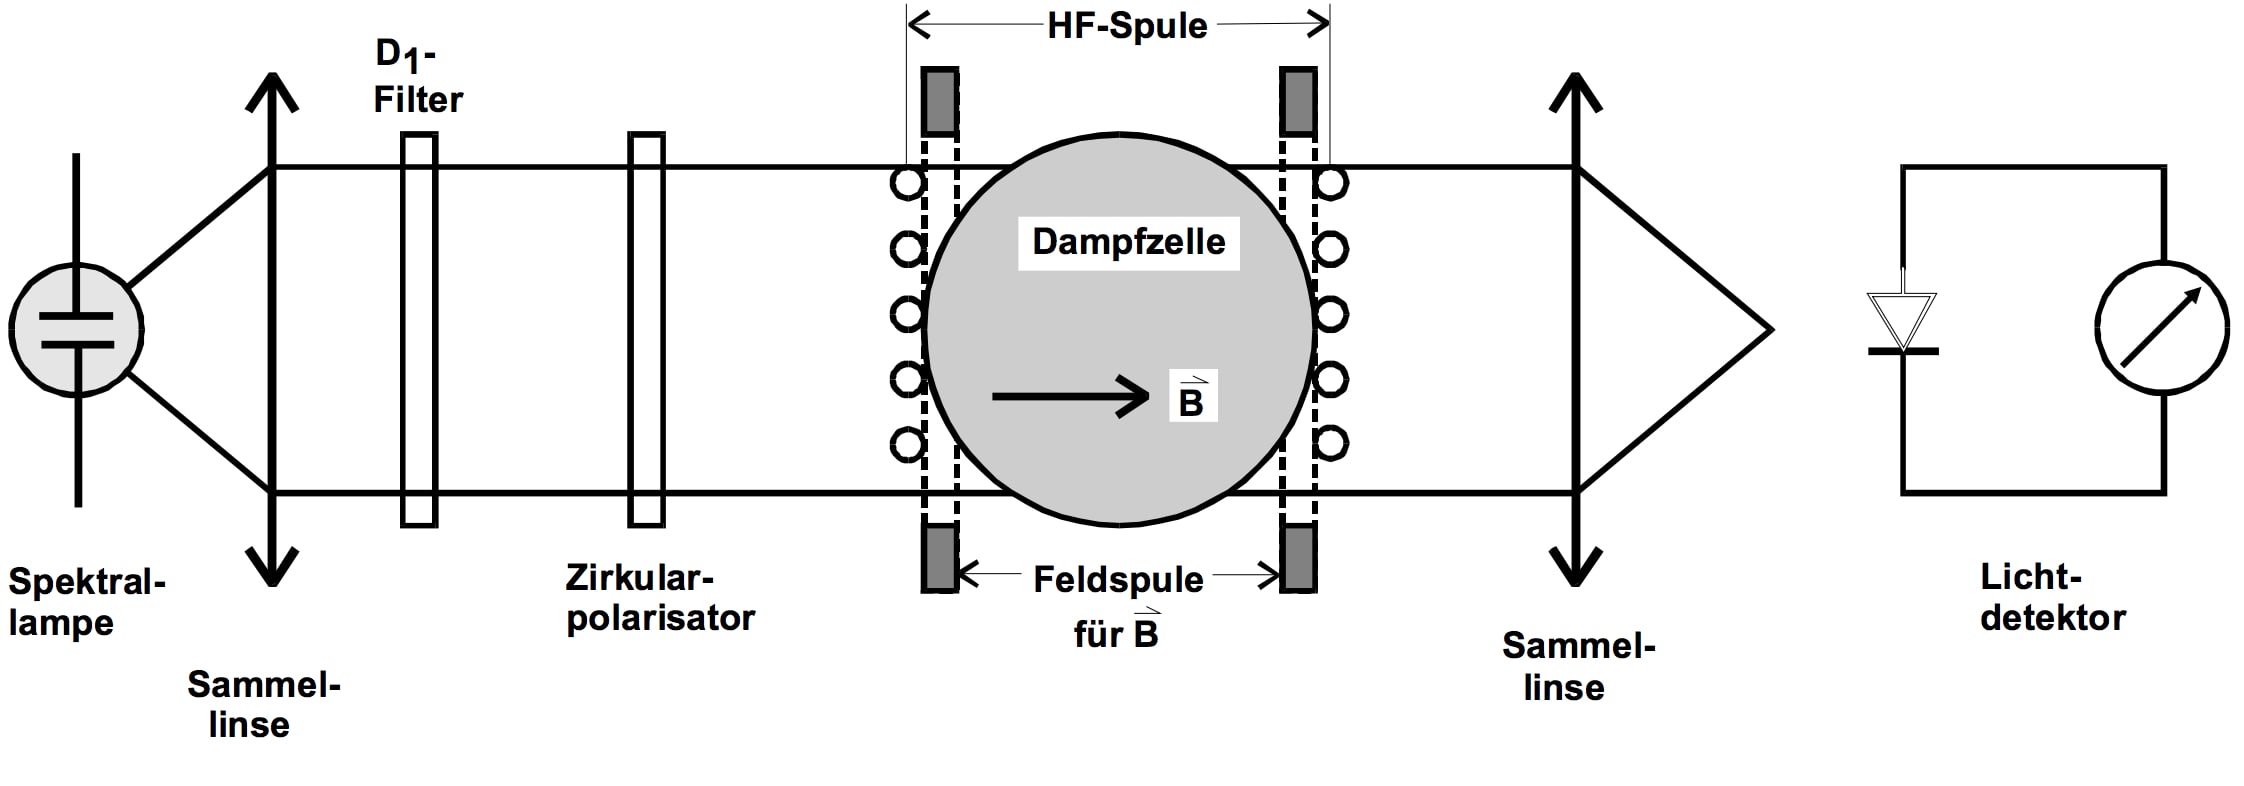 HF-Spule
D1-
Filter
Dampfzelle
B
Spektral-
lampe
Sammel-
linse
Zirkular-
polarisator
Feldspule
für B
Sammel-
linse
Licht-
detektor